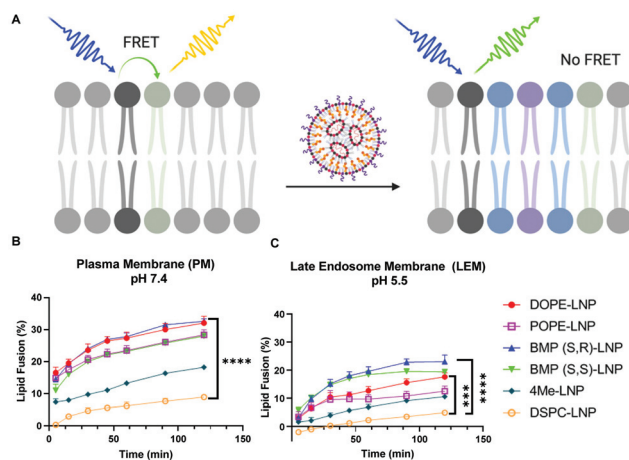 A
FRET
No FRET
B
Plasma Membrane (PM)
pH 7.4
Lipid Fusion (%)
40
30
20
10
0
0
50
100
150
Time (min)
****
C
Late Endosome Membrane (LEM)
pH 5.5
Lipid Fusion (%)
40
30
20
10
0
0
50
100
150
Time (min)
***
****
DOPE-LNP
POPE-LNP
BMP (S,R)-LNP
BMP (S,S)-LNP
4Me-LNP
DSPC-LNP